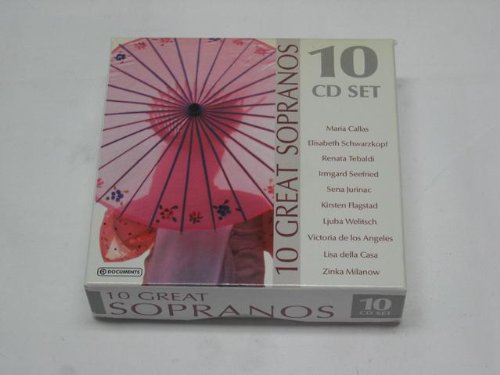 10
CD SET
10 GREAT SOPRANOS
Maria Callas
Elisabeth Schwarzkopf
Renata Tebaldi
Irmgard Seefried
Sena Jurinac
Kirsten Flagstad
Ljuba Welitsch
Victoria de los Angeles
Lisa della Casa
Zinka Milanow
DOCUMENTS
10 GREAT
SOPRANOS
10
CD SET